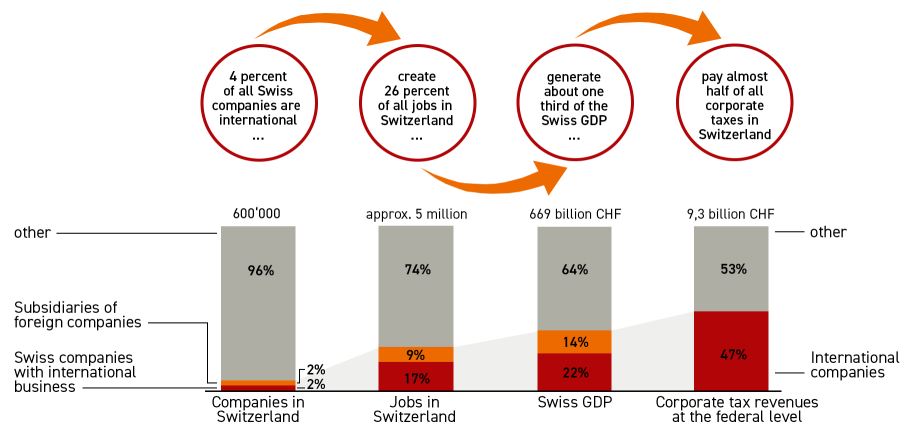 4 percent
of all Swiss
companies are
international
...
create
26 percent
of all jobs in
Switzerland
...
generate
about one
third of the
Swiss GDP
...
pay almost
half of all
corporate
taxes in
Switzerland
600‘000
approx. 5 million
669 billion CHF
9,3 billion CHF
other
other
96%
74%
64%
53%
Subsidiaries of
foreign companies
Swiss companies
with international
business
2%
2%
9%
17%
14%
22%
47%
International
companies
Companies in
Switzerland
Jobs in
Switzerland
Swiss GDP
Corporate tax revenues
at the federal level